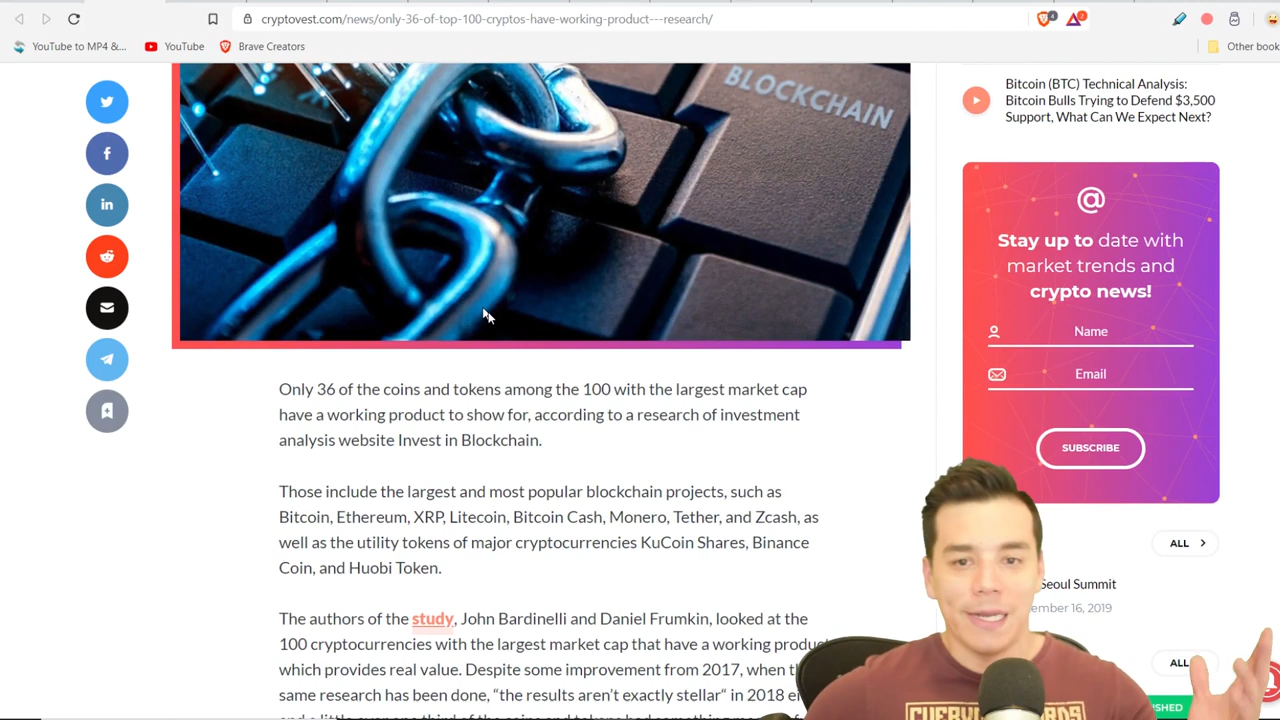 cryptovest.com/news/only-36-of-top-100-cryptos-have-working-product---research/
4
2
YouTube to MP4 &...
YouTube
Brave Creators
Other book
BLOCKCHAIN
Bitcoin (BTC) Technical Analysis:
Bitcoin Bulls Trying to Defend $3,500
Support, What Can We Expect Next?
@
Stay up to date with
market trends and
crypto news!
Name
Email
SUBSCRIBE
Only 36 of the coins and tokens among the 100 with the largest market cap
have a working product to show for, according to a research of investment
analysis website Invest in Blockchain.
Those include the largest and most popular blockchain projects, such as
Bitcoin, Ethereum, XRP, Litecoin, Bitcoin Cash, Monero, Tether, and Zcash, as
well as the utility tokens of major cryptocurrencies KuCoin Shares, Binance
Coin, and Huobi Token.
The authors of the study, John Bardinelli and Daniel Frumkin, looked at the
100 cryptocurrencies with the largest market cap that have a working produc
which provides real value. Despite some improvement from 2017, when
same research has been done, “the results aren’t exactly stellar“ in 2018
ALL
Seoul Summit
ember 16, 2019
ALL
SHED